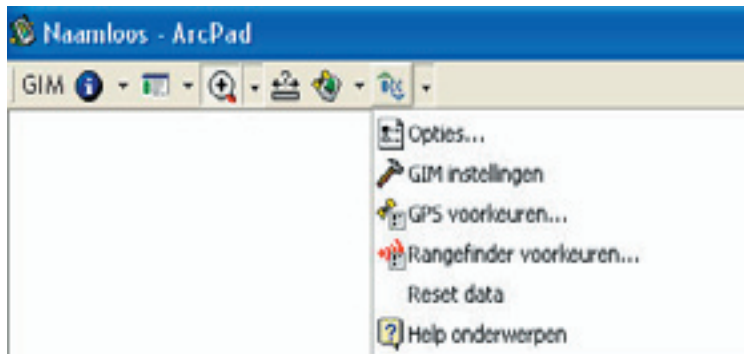 Naamloos - ArcPad
GIM
Opties...
GIM instellingen
GPS voorkeuren...
Rangefinder voorkeuren...
Reset data
Help onderwerpen